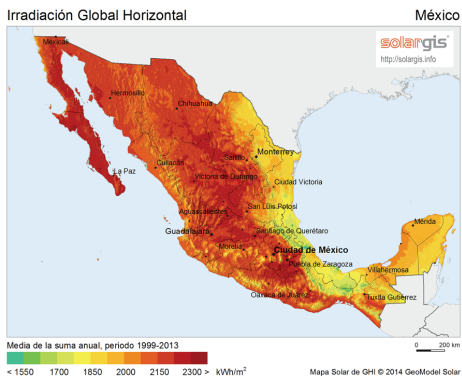 Irradiación Global Horizontal
México
solargis
http://solargis.info
Mexicali
Hermosillo
Chihuahua
Monterrey
Saltillo
Culiacán
La Paz
Victoria de Durango
Ciudad Victoria
San Luis Potosí
Aguascalientes
Mérida
Guadalajara
Santiago de Querétaro
Morelia
Ciudad de México
Puebla de Zaragoza
Villahermosa
Oaxaca de Juárez
Tuxtla Gutiérrez
Media de la suma anual, periodo 1999-2013
0 200 km
< 1550 1700 1850 2000 2150 2300 > kWh/m²
Mapa Solar de GHI © 2014 GeoModel Solar